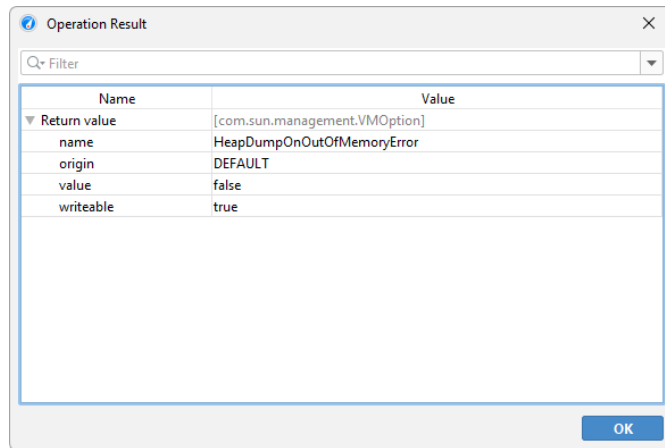 Operation Result
Filter
Name Value
Return value [com.sun.management.VMOption]
name HeapDumpOnOutOfMemoryError
origin DEFAULT
value false
writeable true
OK